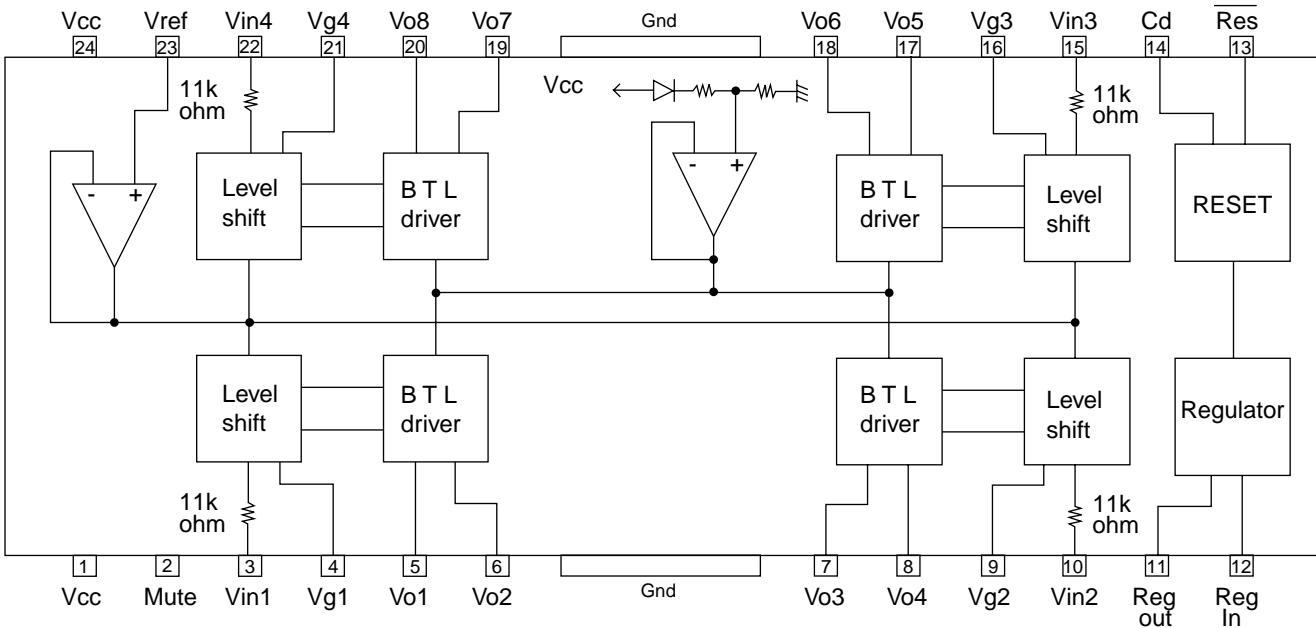 Vcc Vref Vin4 Vg4 Vo8 Vo7 Gnd Vo6 Vo5 Vg3 Vin3 Cd Res
24 23 22 21 20 19 18 17 16 15 14 13
11k
ohm
Vcc
11k
ohm
- +
Level
shift
B T L
driver
- +
B T L
driver
Level
shift
RESET
Level
shift
B T L
driver
B T L
driver
Level
shift
Regulator
11k
ohm
11k
ohm
1 2 3 4 5 6 7 8 9 10 11 12
Vcc Mute Vin1 Vg1 Vo1 Vo2 Gnd Vo3 Vo4 Vg2 Vin2 Reg
out Reg
In